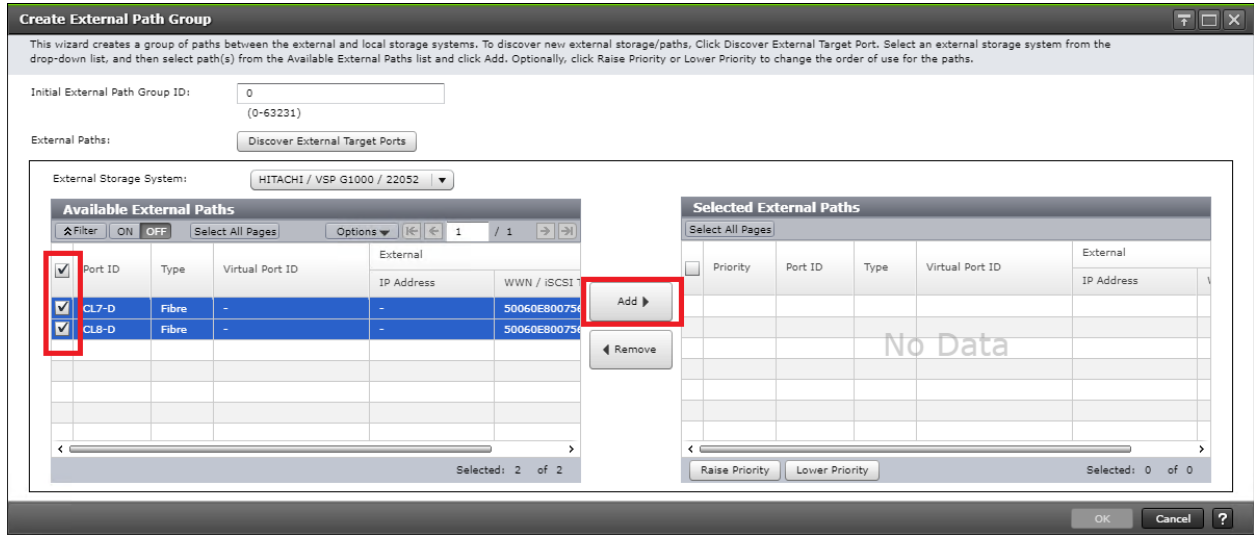 Create External Path Group
This wizard creates a group of paths between the external and local storage systems. To discover new external storage/paths, Click Discover External Target Port. Select an external storage system from the
drop-down list, and then select path(s) from the Available External Paths list and click Add. Optionally, click Raise Priority or Lower Priority to change the order of use for the paths.
Initial External Path Group ID: 0
(0-63231)
External Paths: Discover External Target Ports
External Storage System: HITACHI / VSP G1000 / 22052
Available External Paths
Filter ON OFF Select All Pages Options 1 / 1
Port ID Type Virtual Port ID External
IP Address WWN / iSCSI T
CL7-D Fibre - - 50060E800756
CL8-D Fibre - - 50060E800756
Selected: 2 of 2
Add
Remove
Selected External Paths
Select All Pages
Priority Port ID Type Virtual Port ID External
IP Address
No Data
Raise Priority Lower Priority Selected: 0 of 0
OK Cancel ?